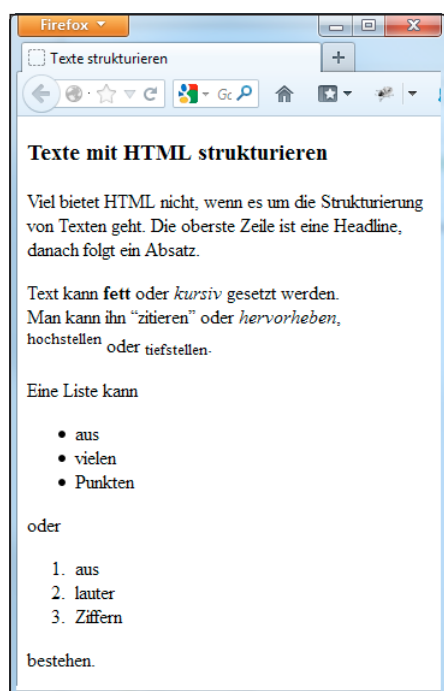 Firefox
Texte strukturieren
Gc
Texte mit HTML strukturieren
Viel bietet HTML nicht, wenn es um die Strukturierung
von Texten geht. Die oberste Zeile ist eine Headline,
danach folgt ein Absatz.
Text kann fett oder kursiv gesetzt werden.
Man kann ihn “zitieren” oder hervorheben,
hochstellen oder tiefstellen.
Eine Liste kann
• aus
• vielen
• Punkten
oder
1. aus
2. lauter
3. Ziffern
bestehen.